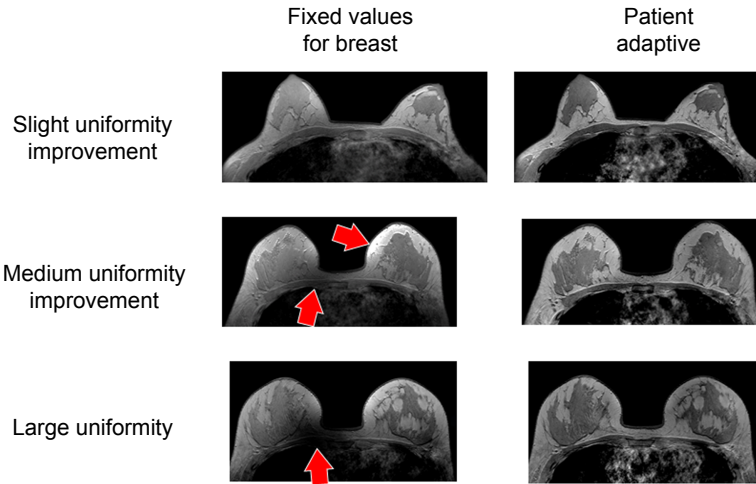 Fixed values
for breast
Patient
adaptive
Slight uniformity
improvement
Medium uniformity
improvement
Large uniformity